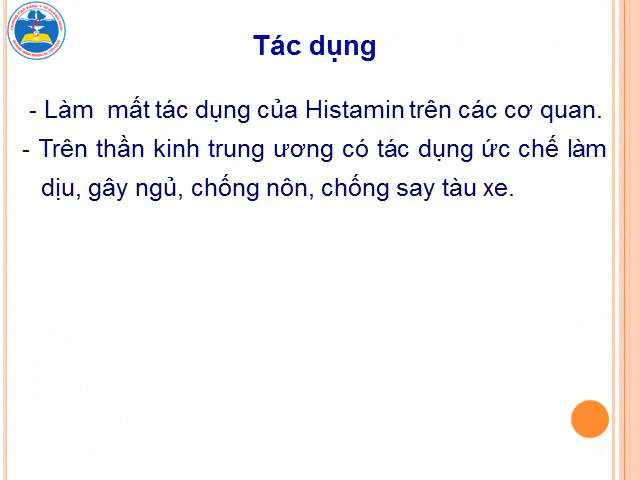 Tác dụng
- Làm mất tác dụng của Histamin trên các cơ quan.
- Trên thần kinh trung ương có tác dụng ức chế làm
dịu, gây ngủ, chống nôn, chống say tàu xe.